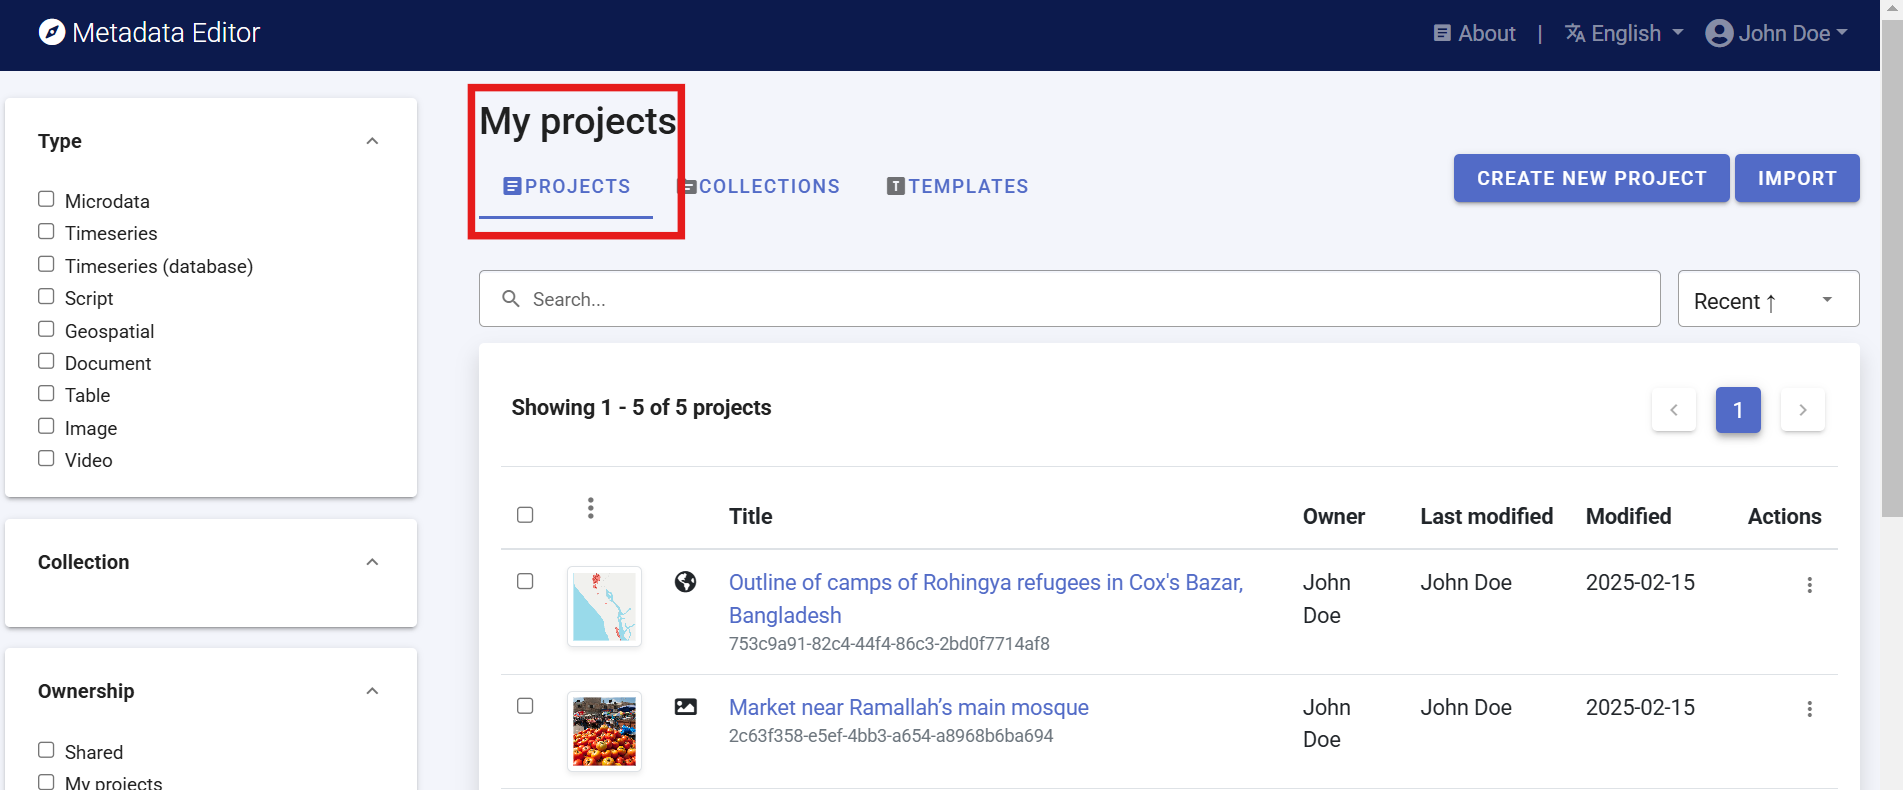 Metadata Editor
About | English John Doe
Type
Microdata
Timeseries
Timeseries (database)
Script
Geospatial
Document
Table
Image
Video
Collection
Ownership
Shared
My projects
My projects
PROJECTS COLLECTIONS TEMPLATES
CREATE NEW PROJECT IMPORT
Search... Recent ↑
Showing 1 - 5 of 5 projects
1
Title Owner Last modified Modified Actions
Outline of camps of Rohingya refugees in Cox's Bazar, John John Doe 2025-02-15
Bangladesh Doe
753c9a91-82c4-44f4-86c3-2bd0f7714af8
Market near Ramallah’s main mosque John John Doe 2025-02-15
2c63f358-e5ef-4bb3-a654-a8968b6ba694 Doe